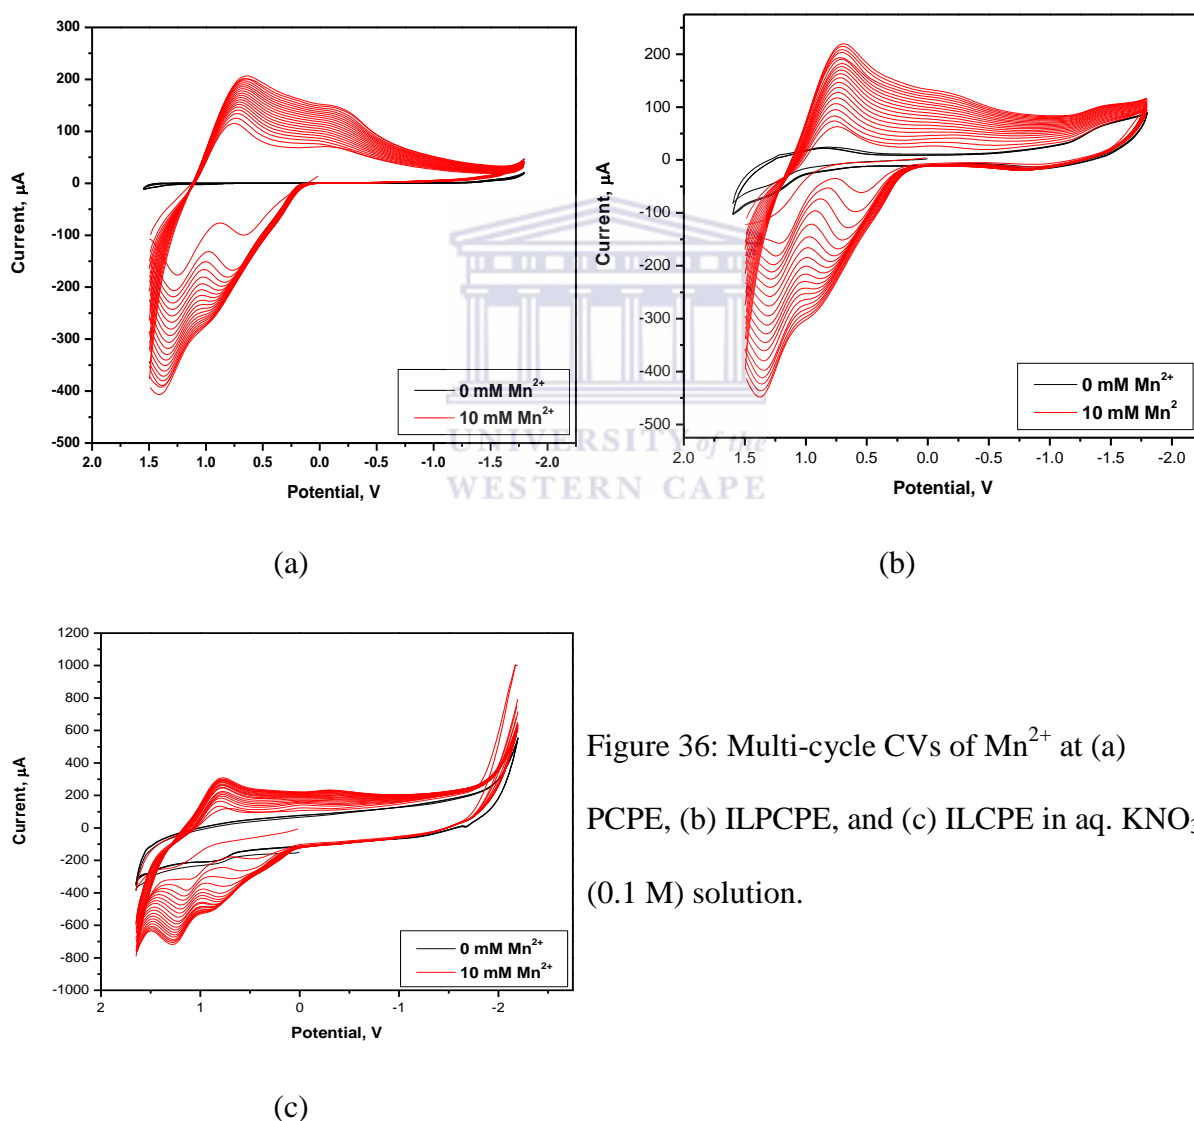 300
200
100
0
-100
-200
-300
-400
-500
Current, µA
2.0 1.5 1.0 0.5 0.0 -0.5 -1.0 -1.5 -2.0
Potential, V
0 mM Mn²⁺
10 mM Mn²⁺
(a)
200
100
0
-100
-200
-300
-400
-500
Current, µA
2.0 1.5 1.0 0.5 0.0 -0.5 -1.0 -1.5 -2.0
Potential, V
0 mM Mn²⁺
10 mM Mn²
(b)
UNIVERSITY of the
WESTERN CAPE
1200
1000
800
600
400
200
0
-200
-400
-600
-800
-1000
Current, µA
2 1 0 -1 -2
Potential, V
0 mM Mn²⁺
10 mM Mn²⁺
(c)
Figure 36: Multi-cycle CVs of Mn²⁺ at (a)
PCPE, (b) ILPCPE, and (c) ILCPE in aq. KNO₃
(0.1 M) solution.